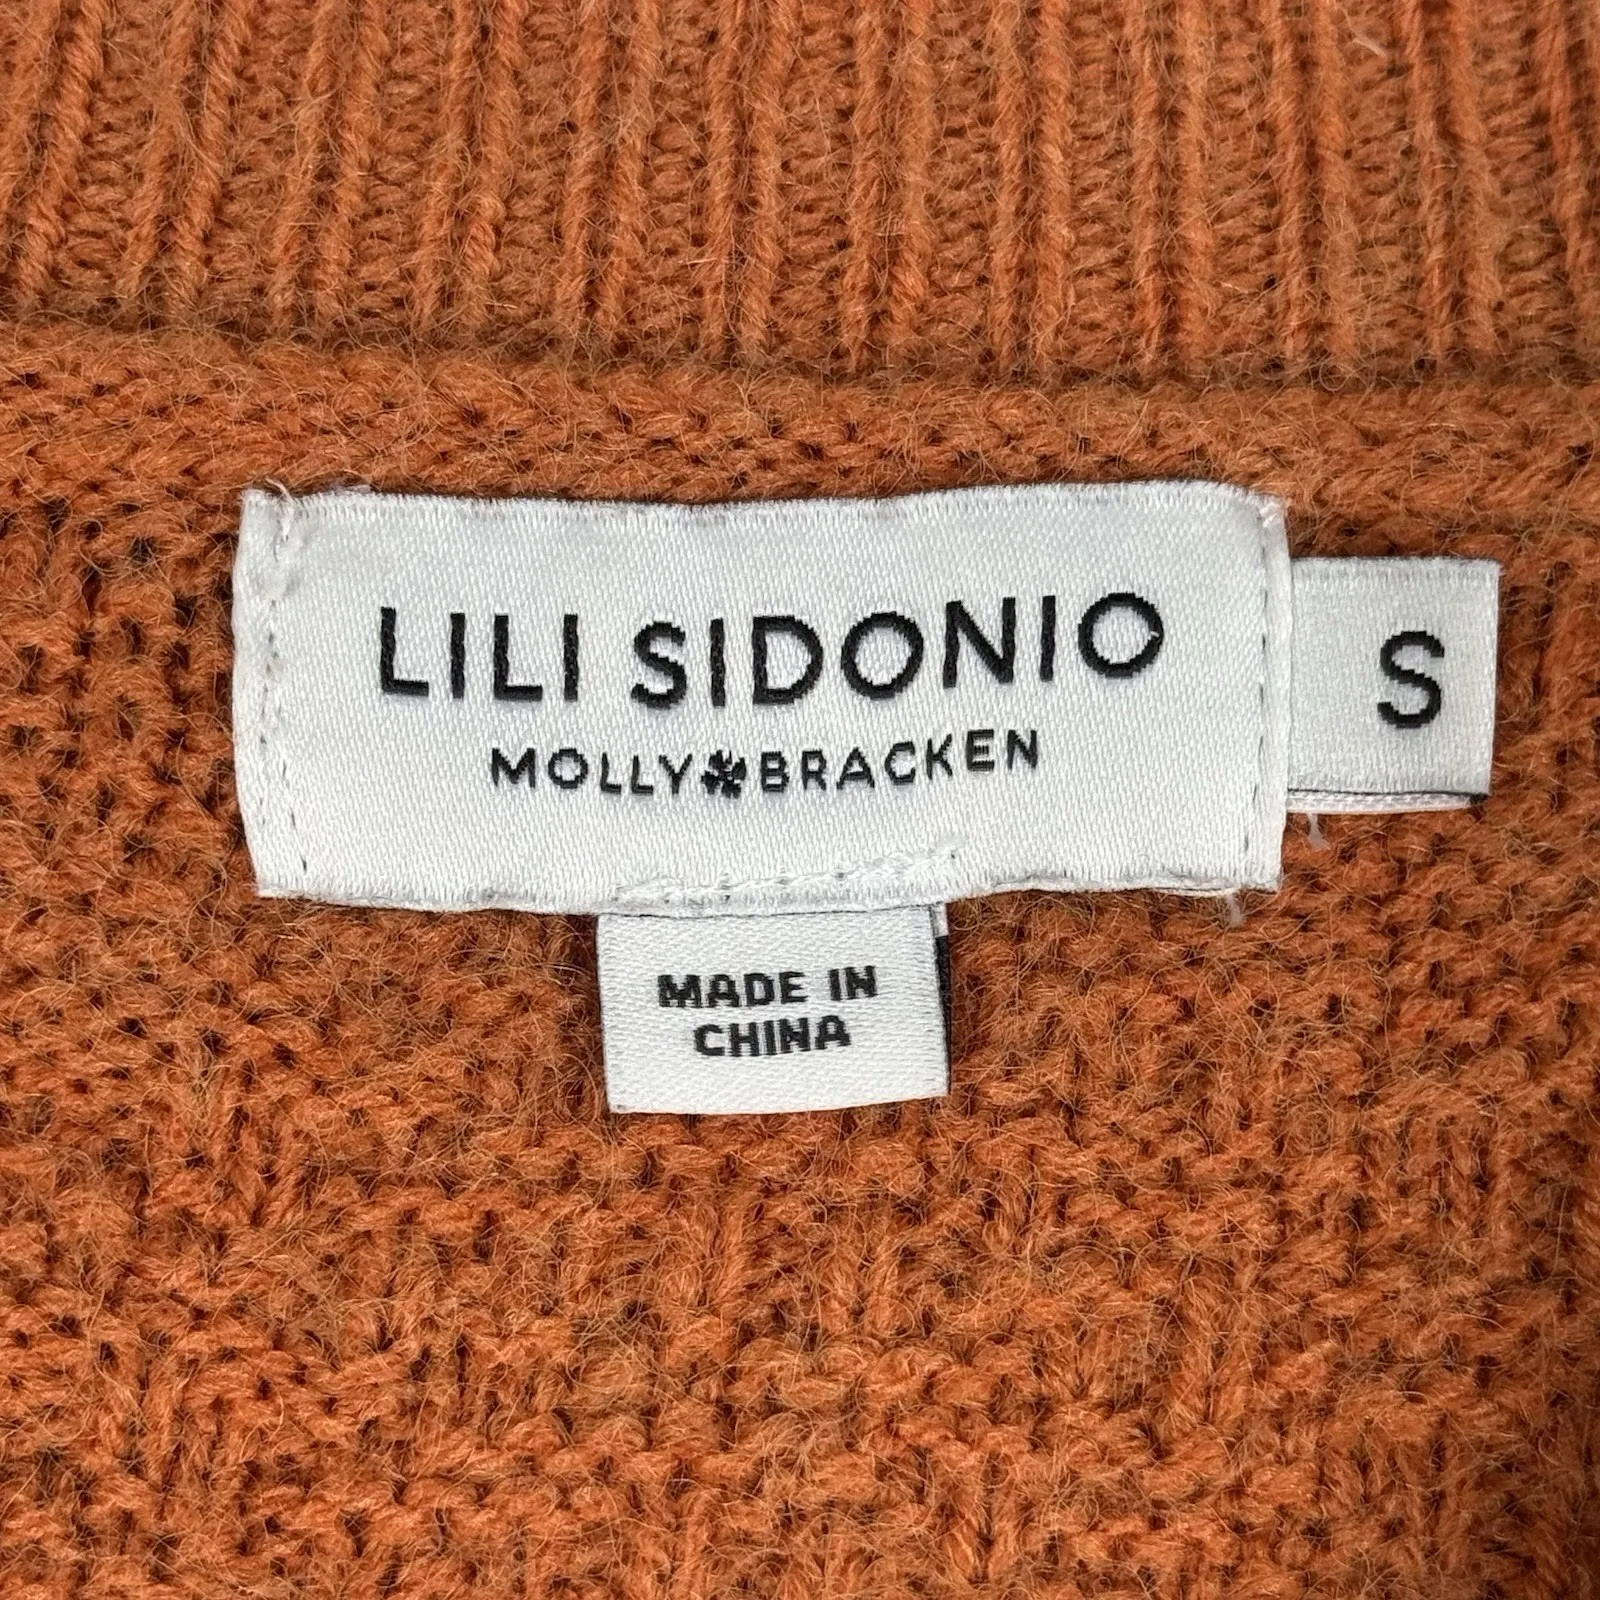 LILI SIDONIO
MOLLY BRACKEN
S
MADE IN
CHINA